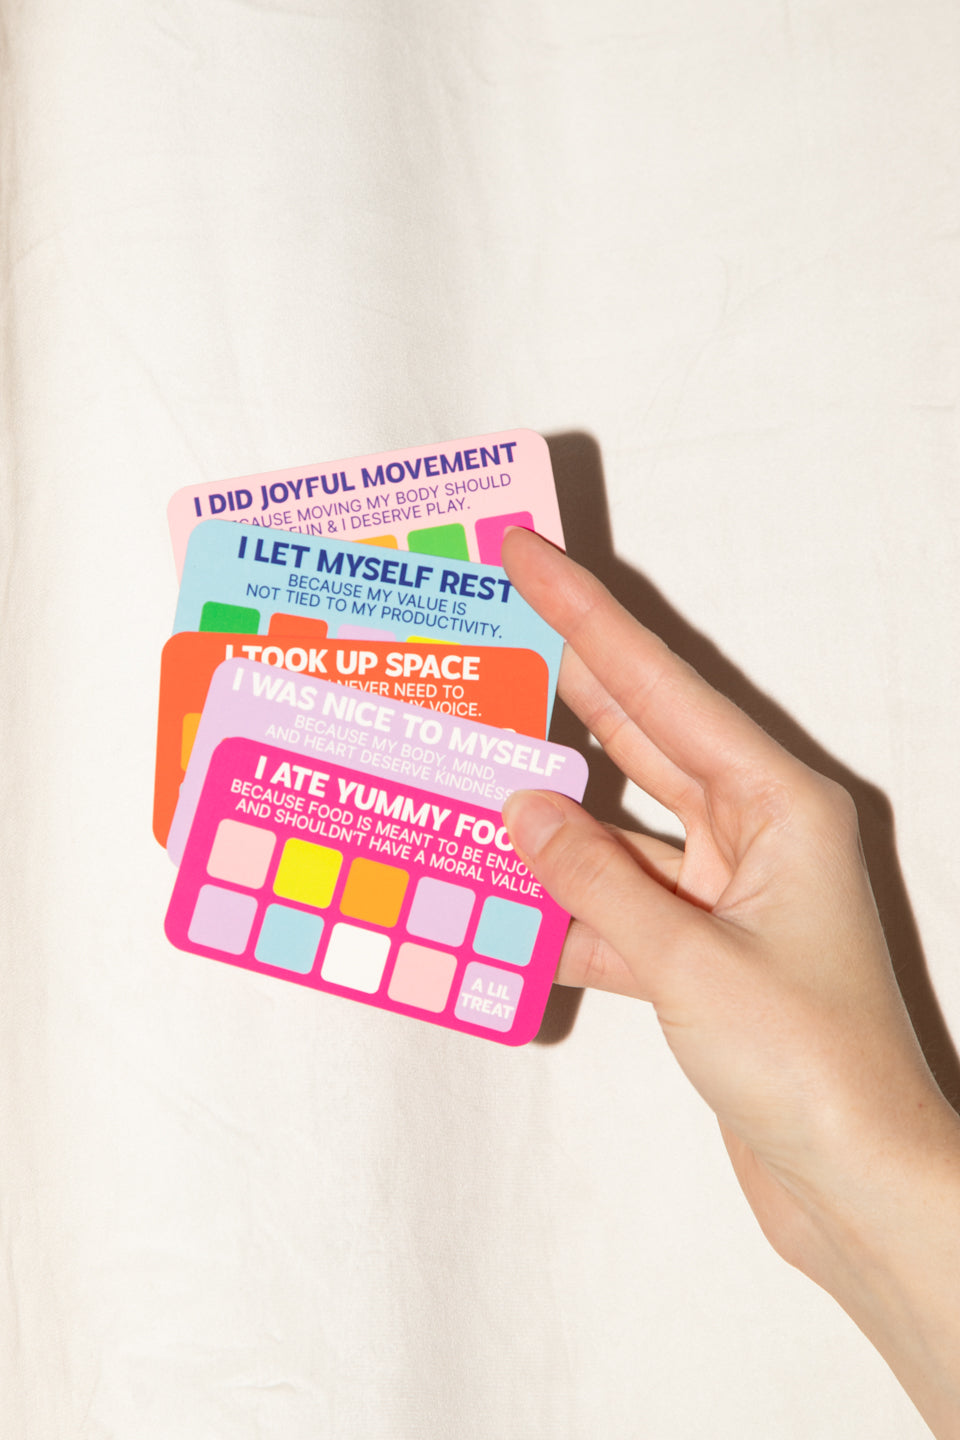 I DID JOYFUL MOVEMENT
BECAUSE MOVING MY BODY SHOULD
FUN & I DESERVE PLAY.
I LET MYSELF REST
BECAUSE MY VALUE IS
NOT TIED TO MY PRODUCTIVITY.
I TOOK UP SPACE
NEVER NEED TO
MY VOICE.
I WAS NICE TO MYSELF
BECAUSE MY BODY, MIND,
AND HEART DESERVE KINDNESS
I ATE YUMMY
BECAUSE FOOD IS MEANT TO BE
AND SHOULDN'T HAVE A MORAL VALUE.
A LIL
TREAT